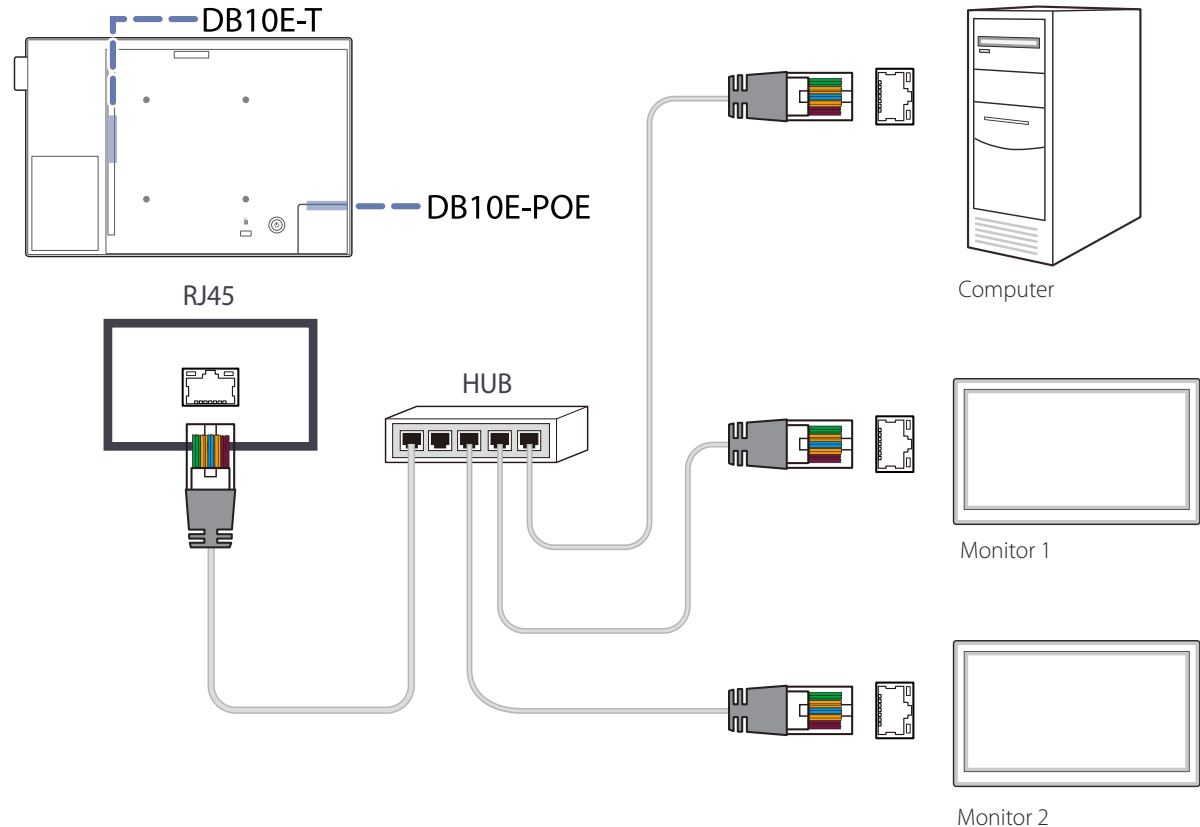 DB10E-T
DB10E-POE
RJ45
HUB
Computer
Monitor 1
Monitor 2